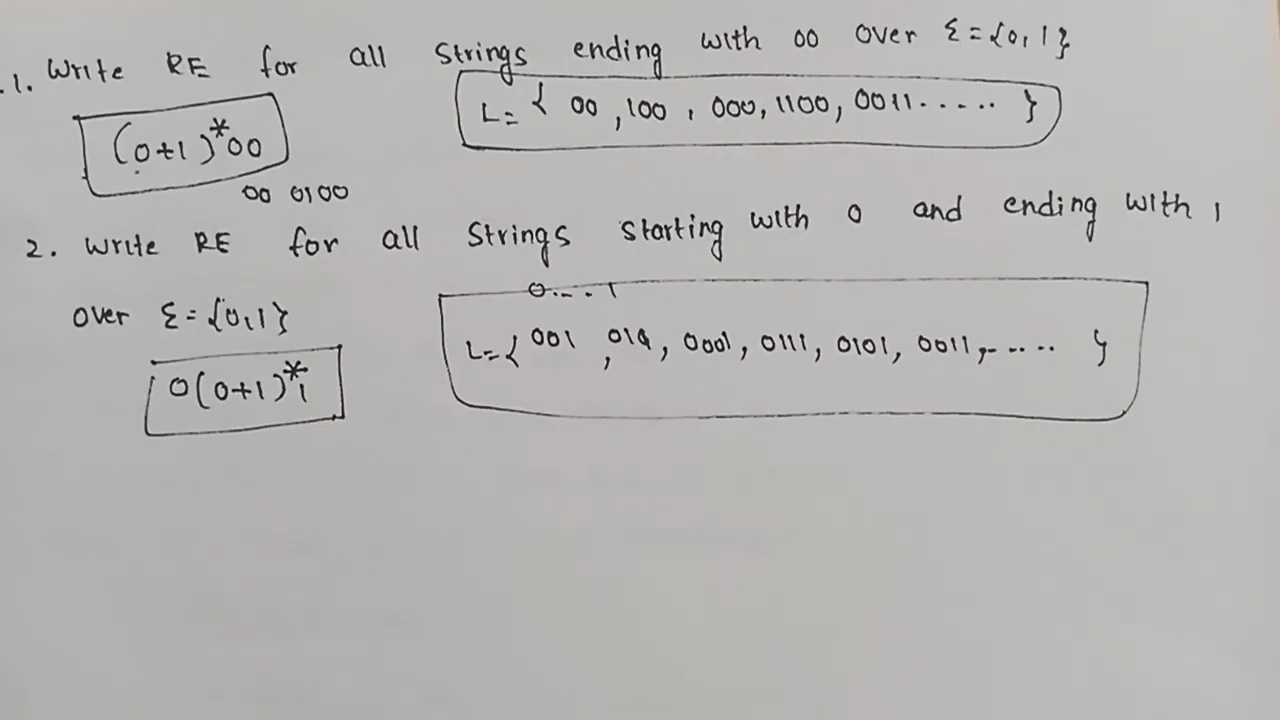 1. Write RE for all Strings ending with 00 over Σ={0,1}
(0+1)*00
L={ 00,100, 000,1100,0011..... }
00 0100
2. Write RE for all Strings starting with 0 and ending with 1
over Σ={0,1}
0....1
L={ 001, 011, 0001, 0111, 0101, 0011,..... }
0(0+1)*1